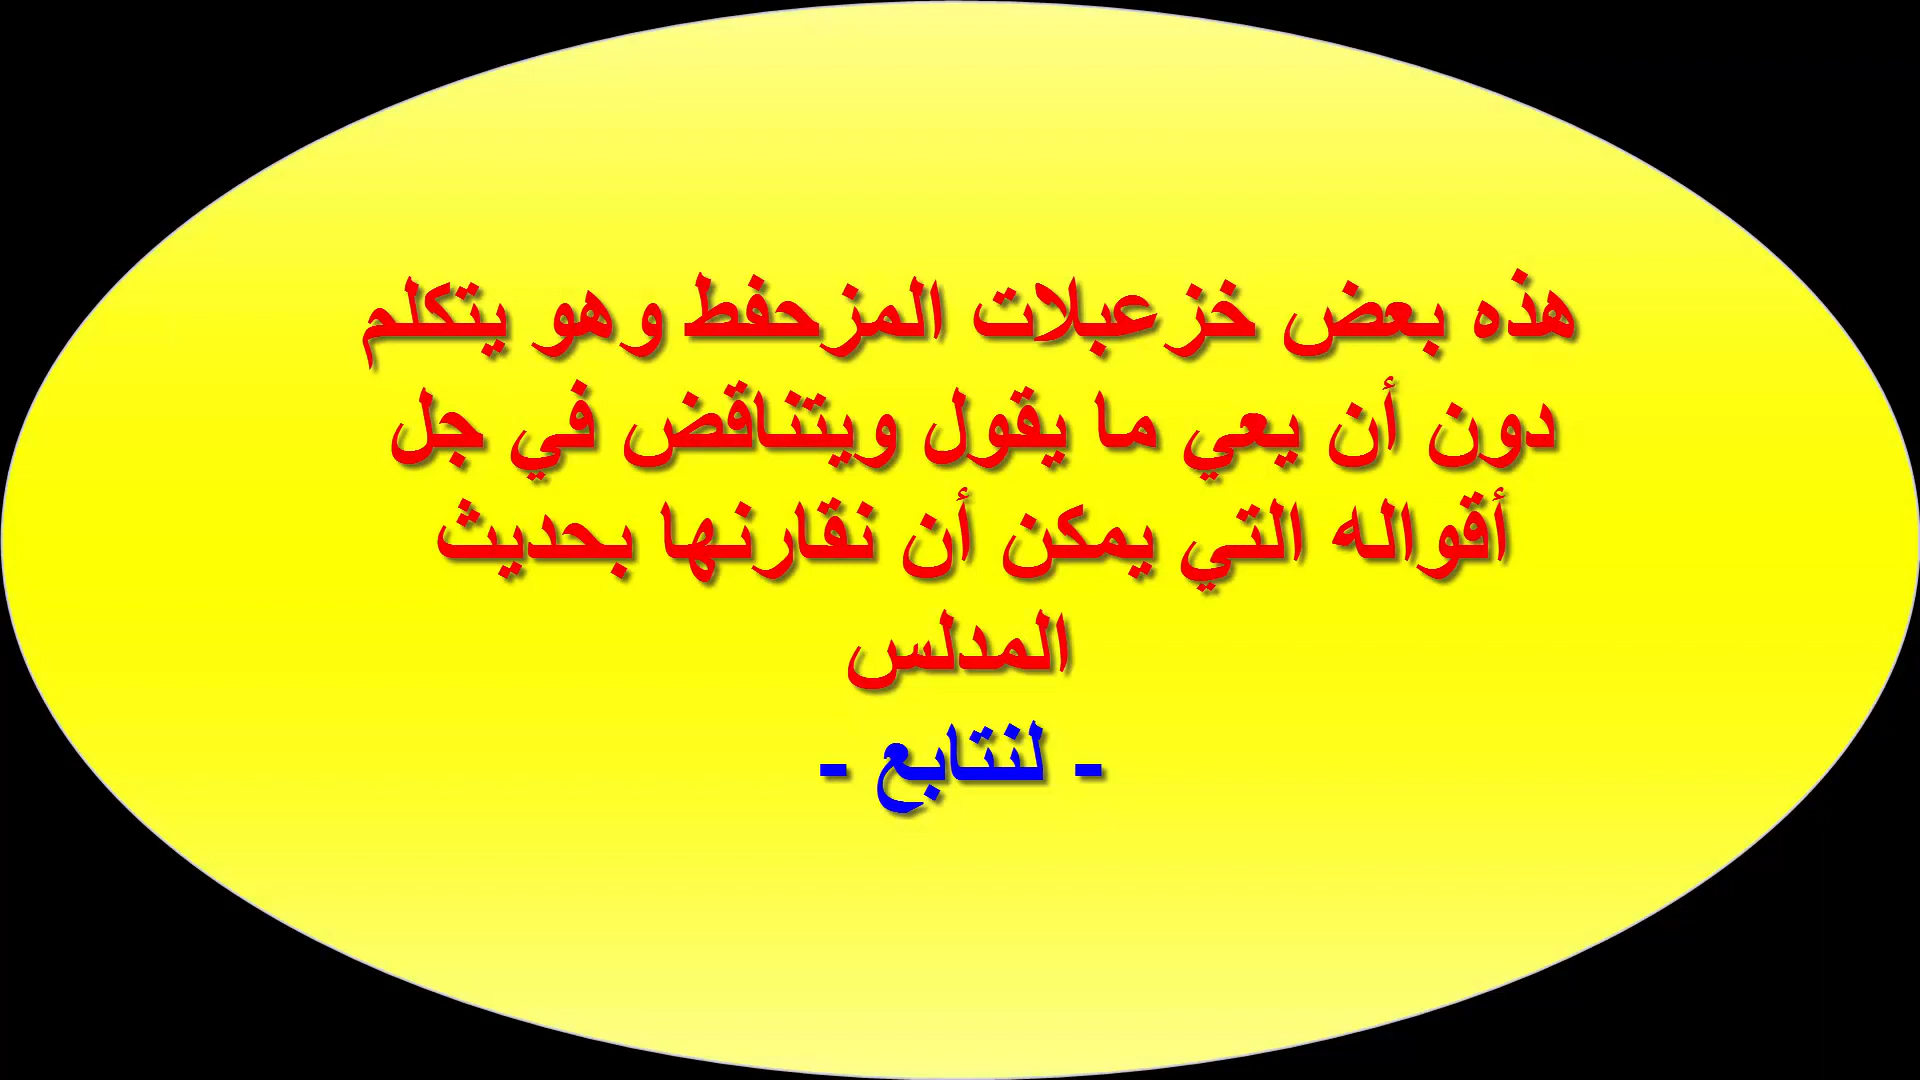 هذه بعض خزعبلات المزحفط وهو يتكلم
دون أن يعي ما يقول ويتناقض في جل
أقواله التي يمكن أن نقارنها بحديث
المدلس
- لنتابع -